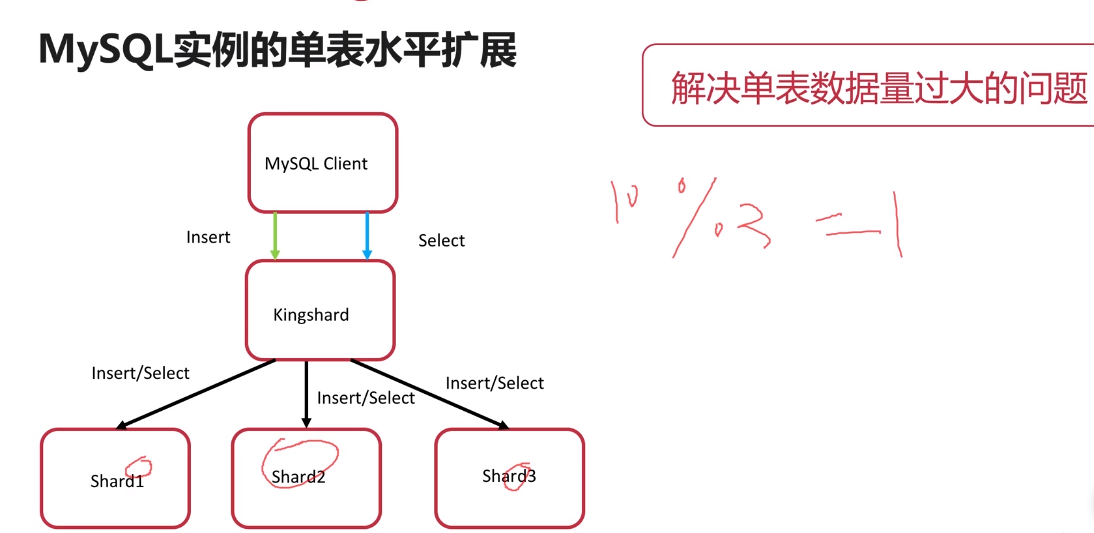 MySQL实例的单表水平扩展
解决单表数据量过大的问题
MySQL Client
10 % 3 = 1
Insert
Select
Kingshard
Insert/Select
Insert/Select
Insert/Select
Shard1
Shard2
Shard3